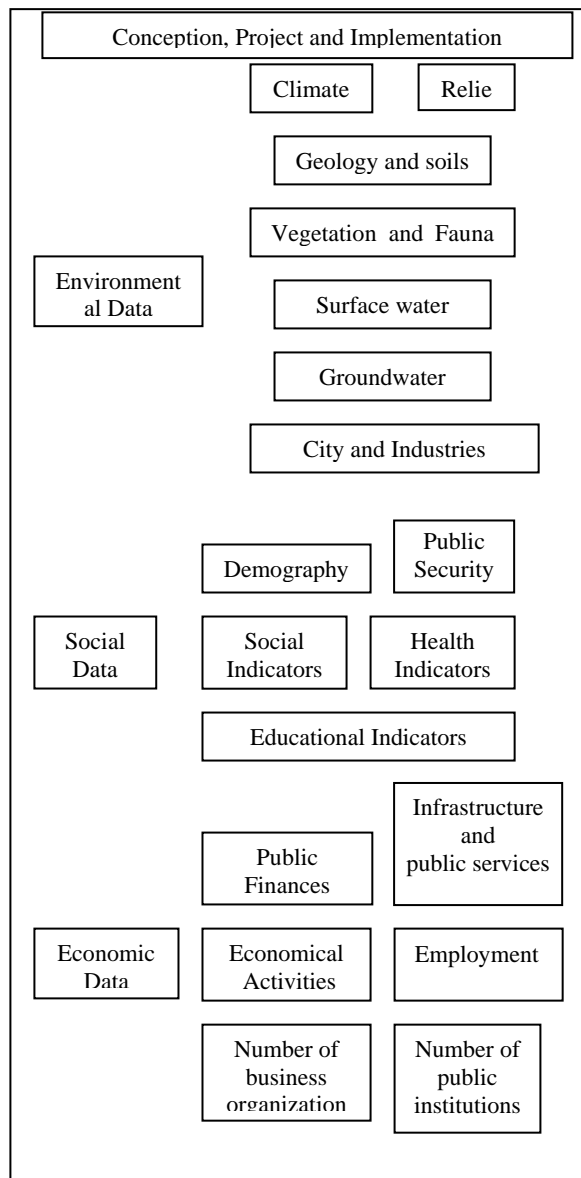 Conception, Project and Implementation
Climate
Relie
Geology and soils
Vegetation and Fauna
Environment
al Data
Surface water
Groundwater
City and Industries
Demography
Public
Security
Social
Data
Social
Indicators
Health
Indicators
Educational Indicators
Infrastructure
and
public services
Public
Finances
Economic
Data
Economical
Activities
Employment
Number of
business
organization
Number of
public
institutions